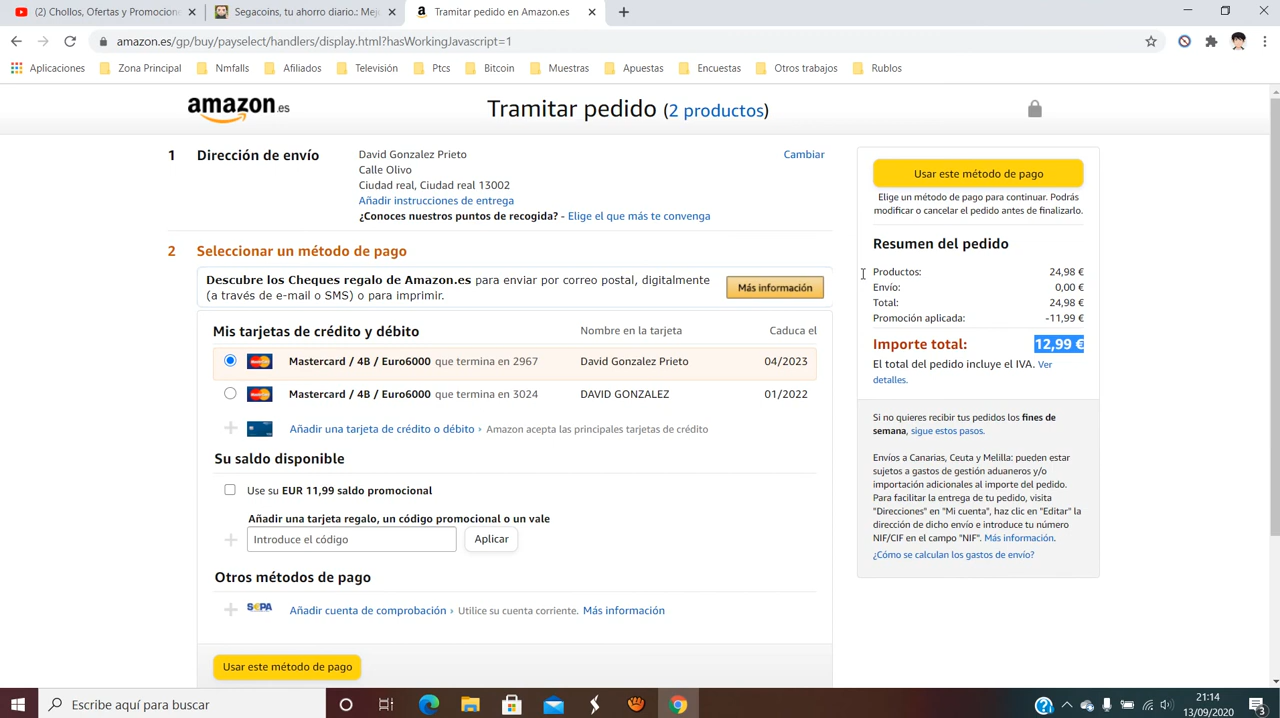 (1) Chollos, Ofertas y Promocione
Segacoins, tu ahorro diario.: Mej
Tramitar pedido en Amazon.es
amazon.es/gp/buy/payselect/handlers/display.html?hasWorkingJavascript=1
Aplicaciones Zona Principal Nmfalls Afiliados Televisión Ptcs Bitcoin Muestras Apuestas Encuestas Otros trabajos Rublos
amazon.es
Tramitar pedido (2 productos)
1 Dirección de envío
David Gonzalez Prieto
Calle Olivo
Ciudad real, Ciudad real 13002
Añadir instrucciones de entrega
¿Conoces nuestros puntos de recogida? - Elige el que más te convenga
Cambiar
2 Seleccionar un método de pago
Descubre los Cheques regalo de Amazon.es para enviar por correo postal, digitalmente
(a través de e-mail o SMS) o para imprimir.
Más información
Mis tarjetas de crédito y débito Nombre en la tarjeta Caduca el
Mastercard / 4B / Euro6000 que termina en 2967 David Gonzalez Prieto 04/2023
Mastercard / 4B / Euro6000 que termina en 3024 DAVID GONZALEZ 01/2022
Añadir una tarjeta de crédito o débito › Amazon acepta las principales tarjetas de crédito
Su saldo disponible
Use su EUR 11,99 saldo promocional
Añadir una tarjeta regalo, un código promocional o un vale
Introduce el código
Aplicar
Otros métodos de pago
SEPA Añadir cuenta de comprobación › Utilice su cuenta corriente. Más información
Usar este método de pago
Usar este método de pago
Elige un método de pago para continuar. Podrás
modificar o cancelar el pedido antes de finalizarlo.
Resumen del pedido
Productos: 24,98 €
Envío: 0,00 €
Total: 24,98 €
Promoción aplicada: -11,99 €
Importe total: 12,99 €
El total del pedido incluye el IVA. Ver
detalles.
Si no quieres recibir tus pedidos los fines de
semana, sigue estos pasos.
Envíos a Canarias, Ceuta y Melilla: pueden estar
sujetos a gastos de gestión aduaneros y/o
importación adicionales al importe del pedido.
Para facilitar la entrega de tu pedido, visita
"Direcciones" en "Mi cuenta", haz clic en "Editar" la
dirección de dicho envío e introduce tu número
NIF/CIF en el campo "NIF". Más información.
¿Cómo se calculan los gastos de envío?
Escribe aquí para buscar
21:14
13/09/2020
3